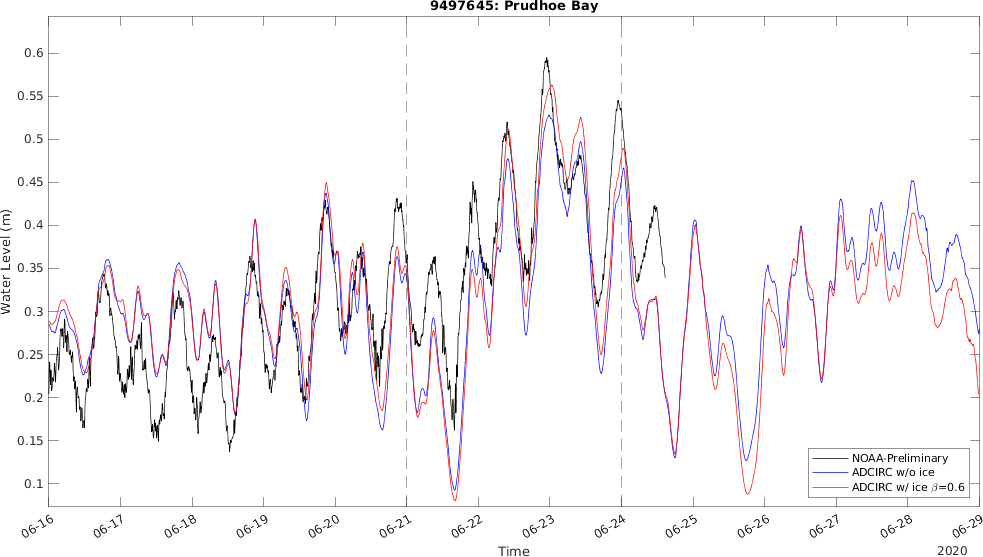 9497645: Prudhoe Bay
Water Level (m)
0.6
0.55
0.5
0.45
0.4
0.35
0.3
0.25
0.2
0.15
0.1
NOAA-Preliminary
ADCIRC w/o ice
ADCIRC w/ ice β=0.6
06-16 06-17 06-18 06-19 06-20 06-21 06-22 06-23 06-24 06-25 06-26 06-27 06-28 06-29
Time
2020